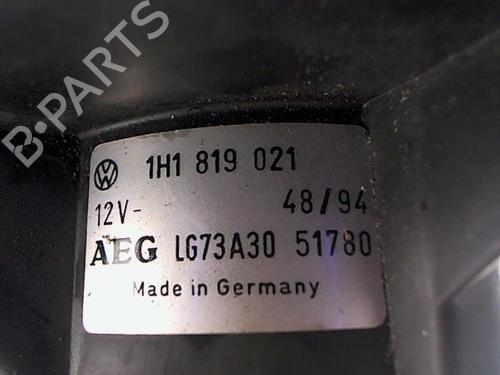 B-PARTS
VW 1H1 819 021
12V- 48/94
AEG LG73A30 51780
Made in Germany